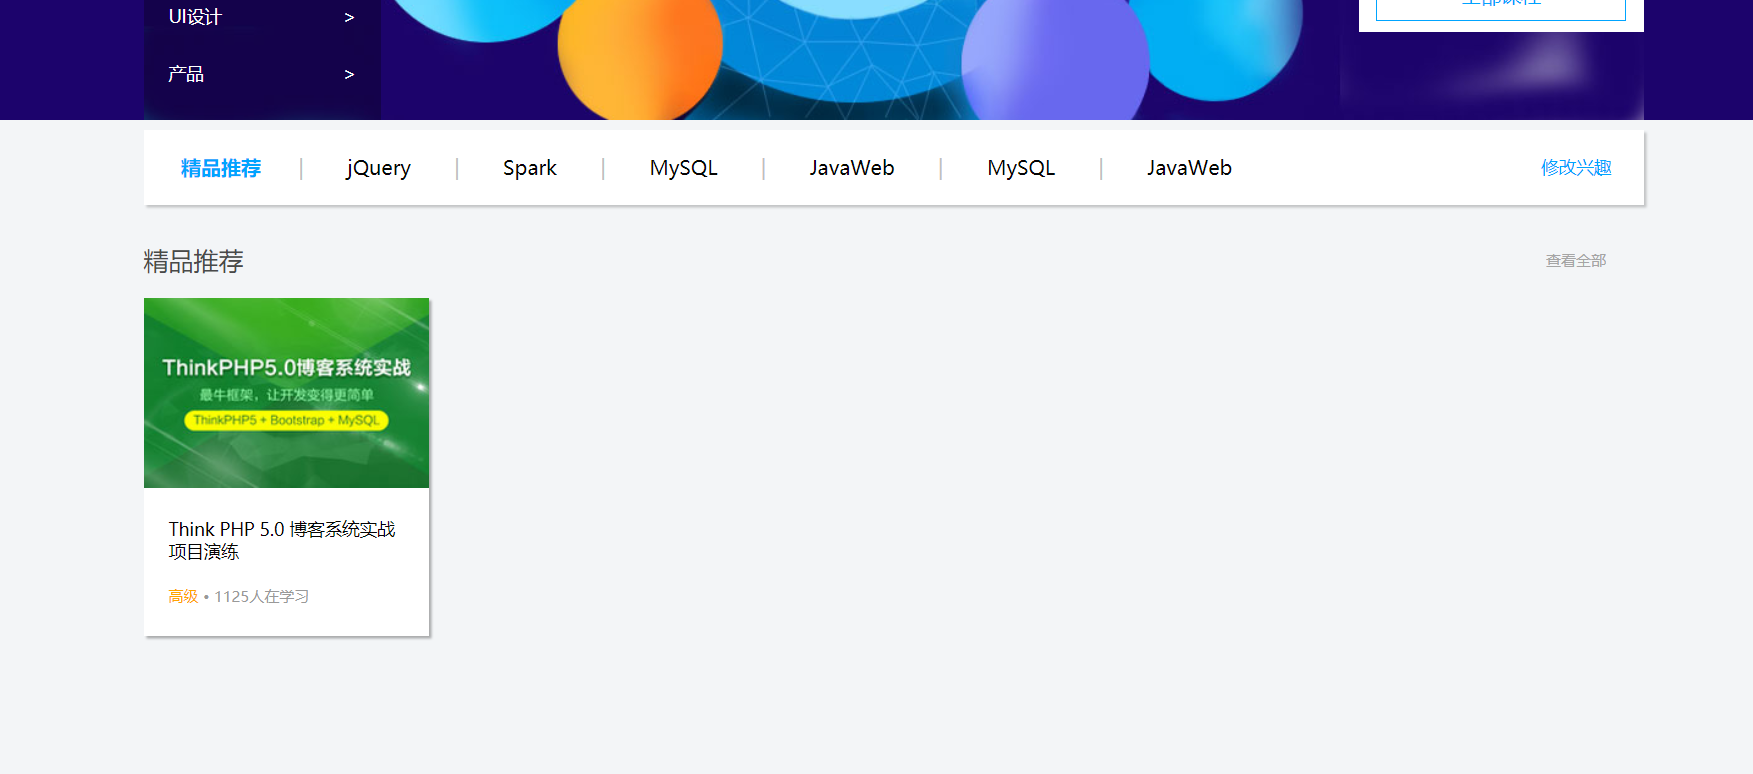 UI设计 >
产品 >
精品推荐 | jQuery | Spark | MySQL | JavaWeb | MySQL | JavaWeb 修改兴趣
精品推荐 查看全部
ThinkPHP5.0博客系统实战
最牛框架，让开发变得更简单
ThinkPHP5 + Bootstrap + MySQL
Think PHP 5.0 博客系统实战
项目演练
高级 • 1125人在学习